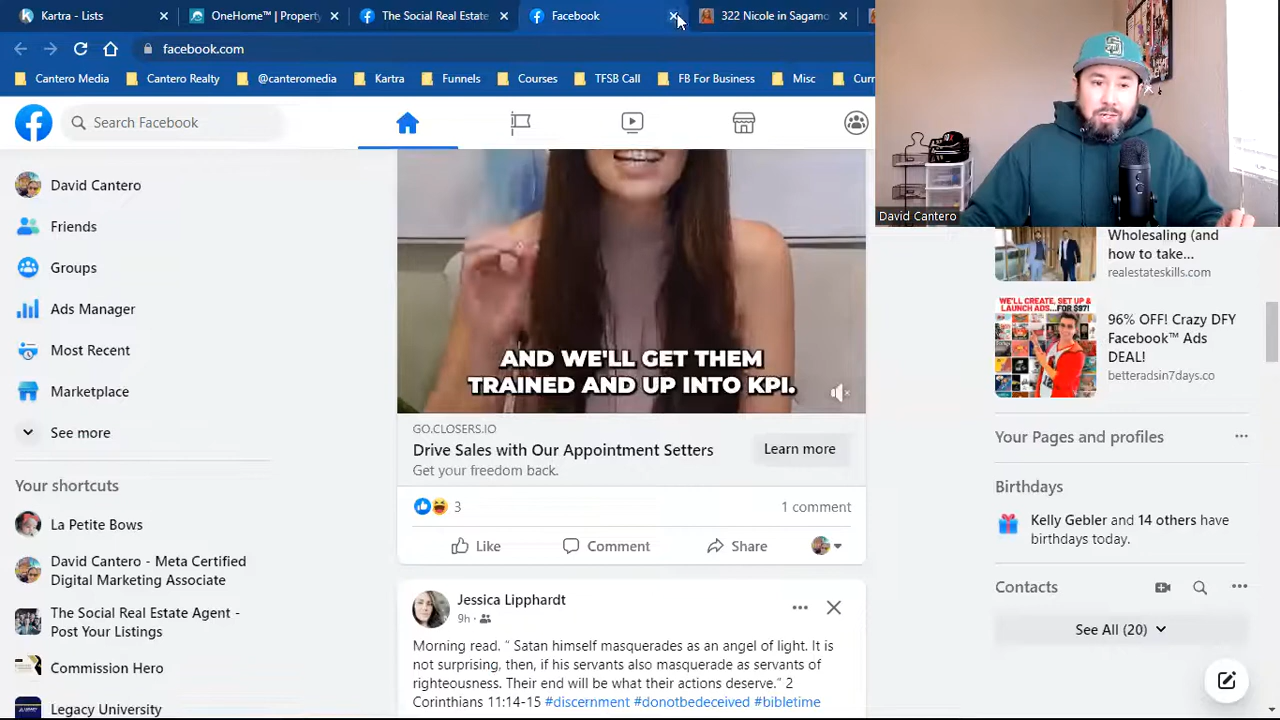 Kartra - Lists
OneHome™ | Property
The Social Real Estate
Facebook
322 Nicole in Sagamo
facebook.com
Cantero Media
Cantero Realty
@canteromedia
Kartra
Funnels
Courses
TFSB Call
FB For Business
Misc
Curr
Search Facebook
David Cantero
David Cantero
Friends
Groups
Ads Manager
Most Recent
Marketplace
See more
Your shortcuts
La Petite Bows
David Cantero - Meta Certified
Digital Marketing Associate
The Social Real Estate Agent -
Post Your Listings
Commission Hero
Legacy University
AND WE'LL GET THEM
TRAINED AND UP INTO KPI.
GO.CLOSERS.IO
Drive Sales with Our Appointment Setters
Get your freedom back.
Learn more
3
1 comment
Like
Comment
Share
Jessica Lipphardt
9h ·
Morning read. “ Satan himself masquerades as an angel of light. It is
not surprising, then, if his servants also masquerade as servants of
righteousness. Their end will be what their actions deserve.” 2
Corinthians 11:14-15 #discernment #donotbedeceived #bibletime
Wholesaling (and
how to take...
realestateskills.com
WE'LL CREATE, SET UP &
LAUNCH ADS...FOR $97!
96% OFF! Crazy DFY
Facebook™ Ads
DEAL!
betteradsin7days.co
Your Pages and profiles
Birthdays
Kelly Gebler and 14 others have
birthdays today.
Contacts
See All (20)